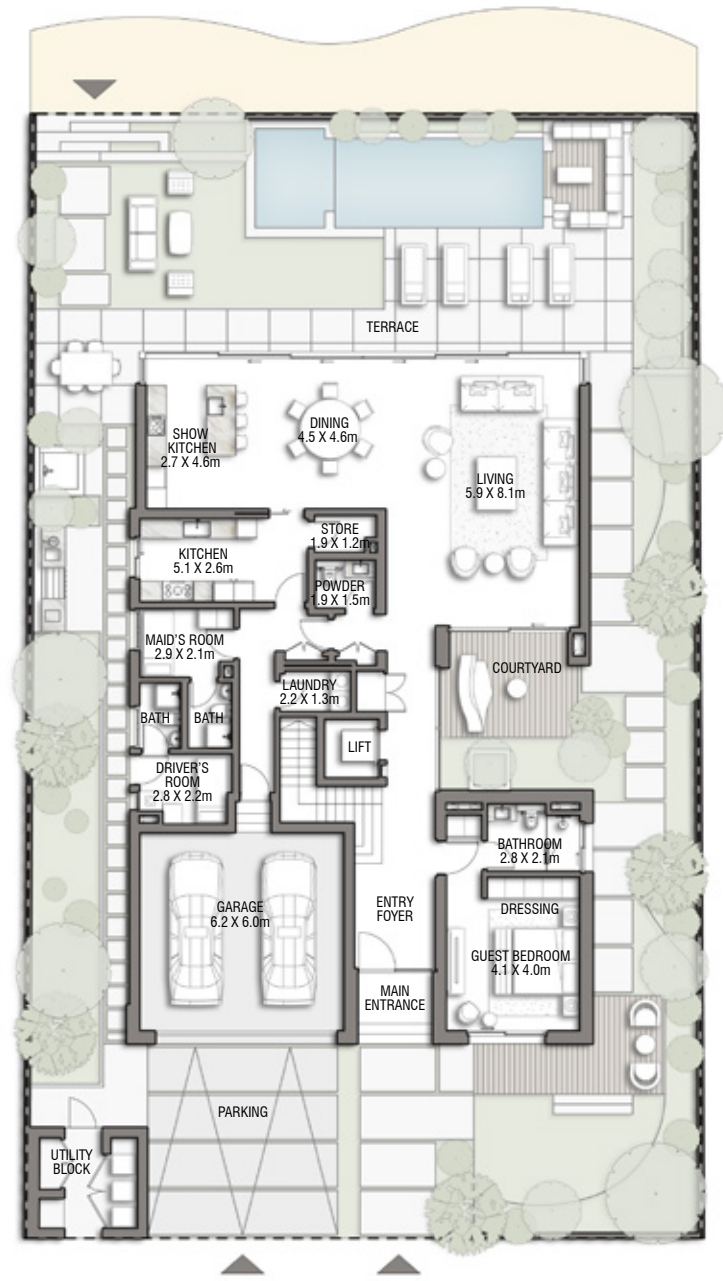 TERRACE
SHOW
KITCHEN
2.7 X 4.6m
DINING
4.5 X 4.6m
LIVING
5.9 X 8.1m
STORE
1.9 X 1.2m
KITCHEN
5.1 X 2.6m
POWDER
1.9 X 1.5m
MAID'S ROOM
2.9 X 2.1m
COURTYARD
LAUNDRY
2.2 X 1.3m
BATH
BATH
LIFT
DRIVER'S
ROOM
2.8 X 2.2m
BATHROOM
2.8 X 2.1m
GARAGE
6.2 X 6.0m
ENTRY
FOYER
DRESSING
GUEST BEDROOM
4.1 X 4.0m
MAIN
ENTRANCE
PARKING
UTILITY
BLOCK